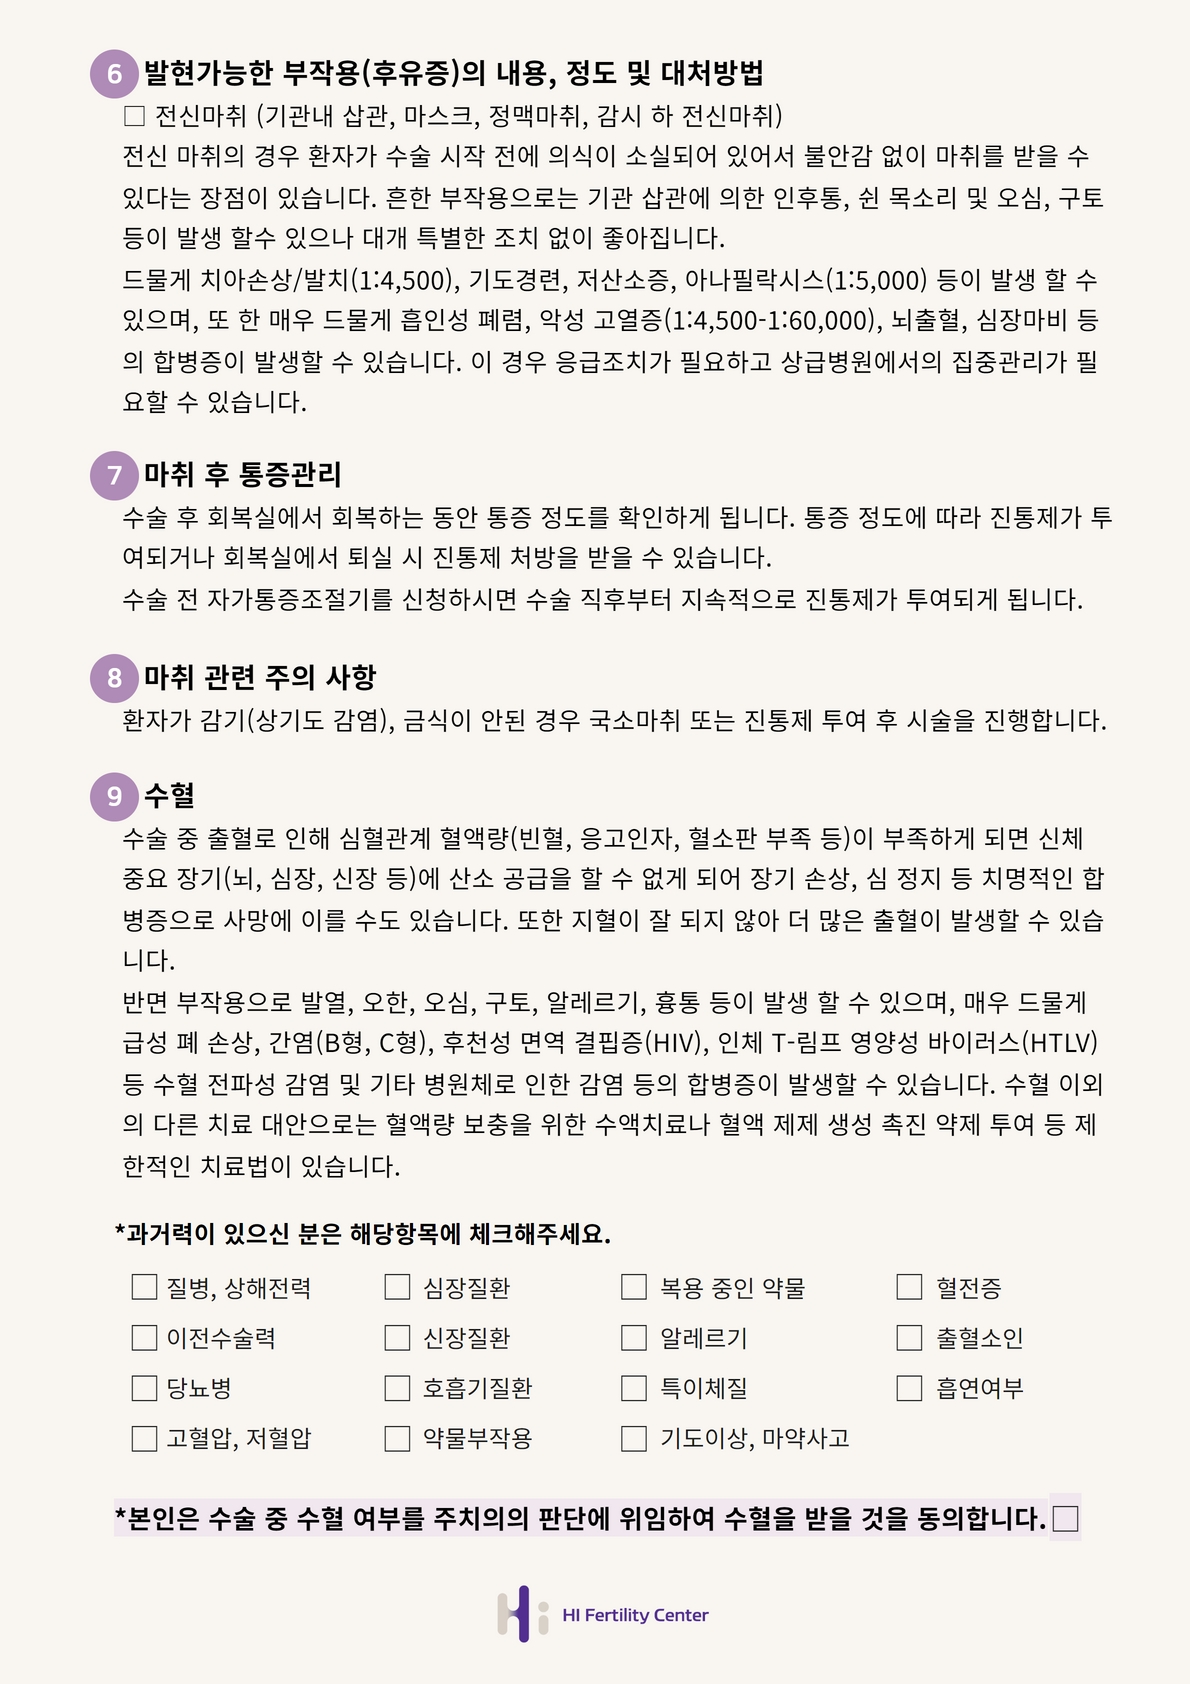 6 발현가능한 부작용(후유증)의 내용, 정도 및 대처방법
□ 전신마취 (기관내 삽관, 마스크, 정맥마취, 감시 하 전신마취)
전신 마취의 경우 환자가 수술 시작 전에 의식이 소실되어 있어서 불안감 없이 마취를 받을 수
있다는 장점이 있습니다. 흔한 부작용으로는 기관 삽관에 의한 인후통, 쉰 목소리 및 오심, 구토
등이 발생 할수 있으나 대개 특별한 조치 없이 좋아집니다.
드물게 치아손상/발치(1:4,500), 기도경련, 저산소증, 아나필락시스(1:5,000) 등이 발생 할 수
있으며, 또 한 매우 드물게 흡인성 폐렴, 악성 고열증(1:4,500-1:60,000), 뇌출혈, 심장마비 등
의 합병증이 발생할 수 있습니다. 이 경우 응급조치가 필요하고 상급병원에서의 집중관리가 필
요할 수 있습니다.
7 마취 후 통증관리
수술 후 회복실에서 회복하는 동안 통증 정도를 확인하게 됩니다. 통증 정도에 따라 진통제가 투
여되거나 회복실에서 퇴실 시 진통제 처방을 받을 수 있습니다.
수술 전 자가통증조절기를 신청하시면 수술 직후부터 지속적으로 진통제가 투여되게 됩니다.
8 마취 관련 주의 사항
환자가 감기(상기도 감염), 금식이 안된 경우 국소마취 또는 진통제 투여 후 시술을 진행합니다.
9 수혈
수술 중 출혈로 인해 심혈관계 혈액량(빈혈, 응고인자, 혈소판 부족 등)이 부족하게 되면 신체
중요 장기(뇌, 심장, 신장 등)에 산소 공급을 할 수 없게 되어 장기 손상, 심 정지 등 치명적인 합
병증으로 사망에 이를 수도 있습니다. 또한 지혈이 잘 되지 않아 더 많은 출혈이 발생할 수 있습
니다.
반면 부작용으로 발열, 오한, 오심, 구토, 알레르기, 흉통 등이 발생 할 수 있으며, 매우 드물게
급성 폐 손상, 간염(B형, C형), 후천성 면역 결핍증(HIV), 인체 T-림프 영양성 바이러스(HTLV)
등 수혈 전파성 감염 및 기타 병원체로 인한 감염 등의 합병증이 발생할 수 있습니다. 수혈 이외
의 다른 치료 대안으로는 혈액량 보충을 위한 수액치료나 혈액 제제 생성 촉진 약제 투여 등 제
한적인 치료법이 있습니다.
*과거력이 있으신 분은 해당항목에 체크해주세요.
□ 질병, 상해전력 □ 심장질환 □ 복용 중인 약물 □ 혈전증
□ 이전수술력 □ 신장질환 □ 알레르기 □ 출혈소인
□ 당뇨병 □ 호흡기질환 □ 특이체질 □ 흡연여부
□ 고혈압, 저혈압 □ 약물부작용 □ 기도이상, 마약사고
*본인은 수술 중 수혈 여부를 주치의의 판단에 위임하여 수혈을 받을 것을 동의합니다. □
Hi HI Fertility Center